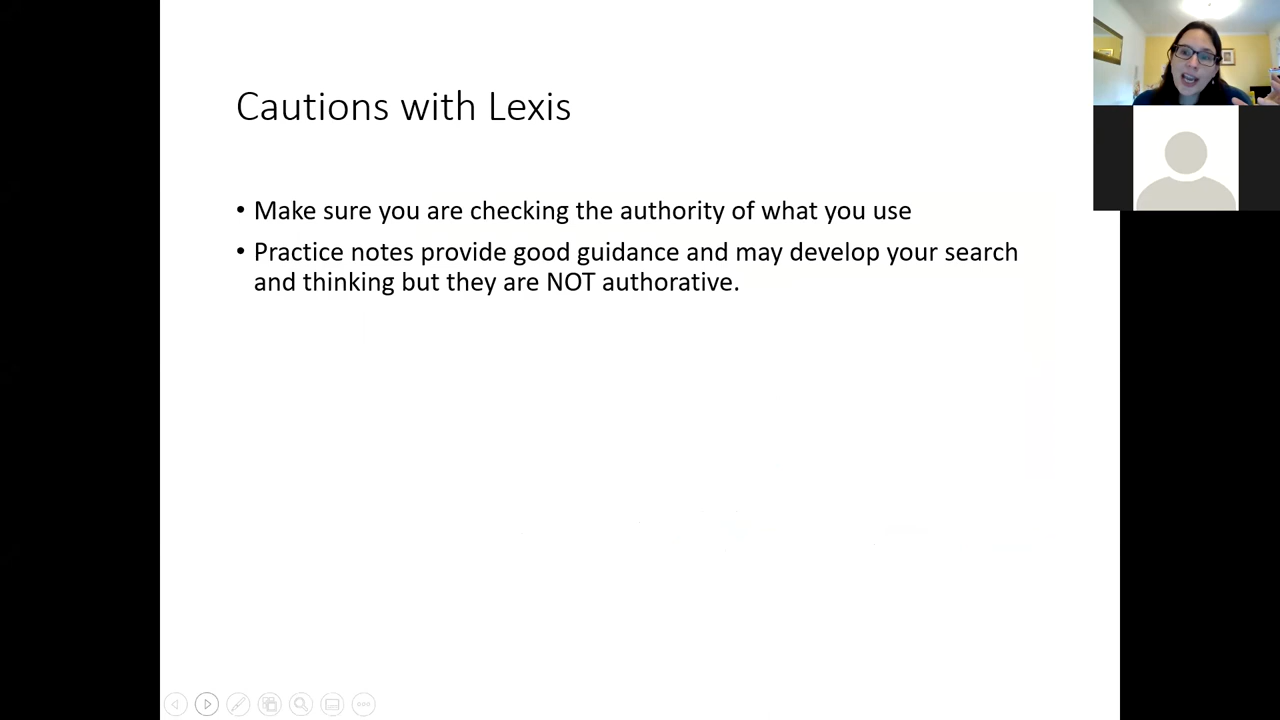 Cautions with Lexis
• Make sure you are checking the authority of what you use
• Practice notes provide good guidance and may develop your search
and thinking but they are NOT authorative.